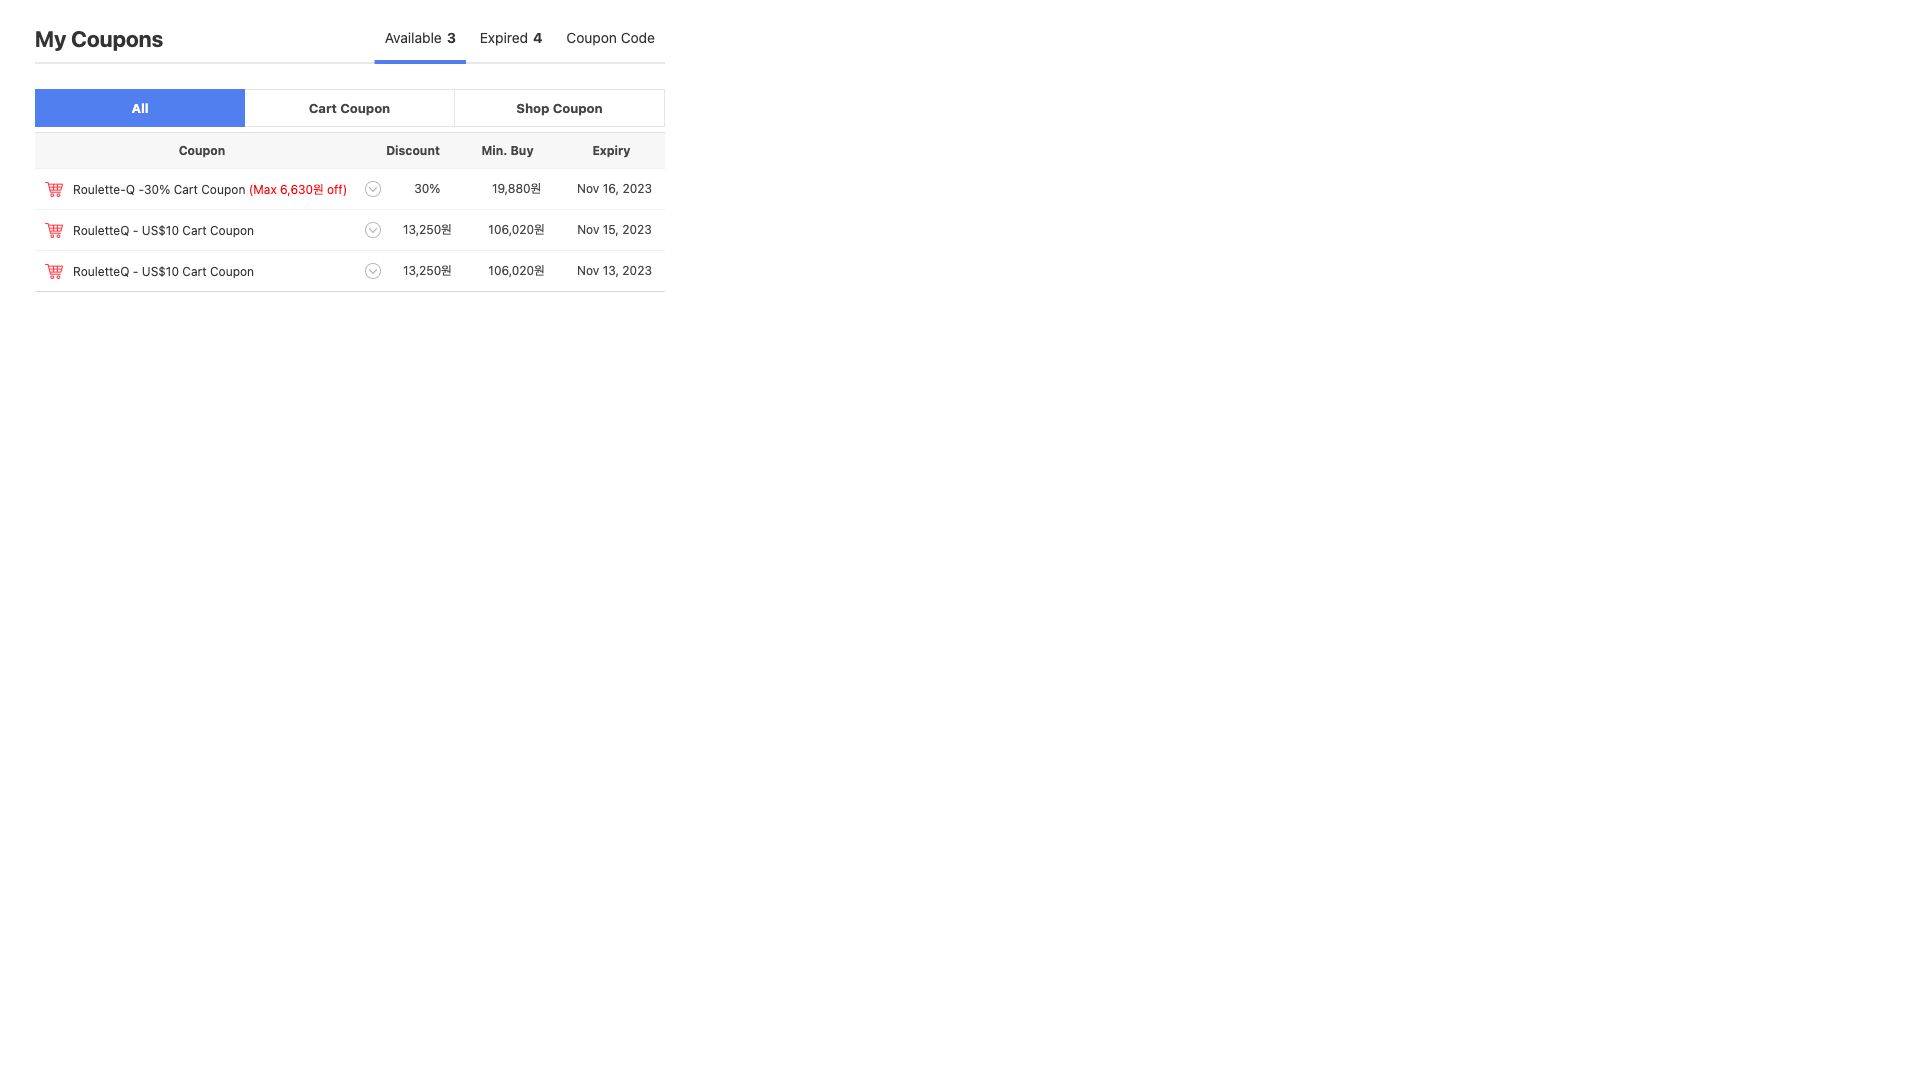 My Coupons
Available 3 Expired 4 Coupon Code
All Cart Coupon Shop Coupon
Coupon Discount Min. Buy Expiry
Roulette-Q -30% Cart Coupon (Max 6,630원 off) 30% 19,880원 Nov 16, 2023
RouletteQ - US$10 Cart Coupon 13,250원 106,020원 Nov 15, 2023
RouletteQ - US$10 Cart Coupon 13,250원 106,020원 Nov 13, 2023